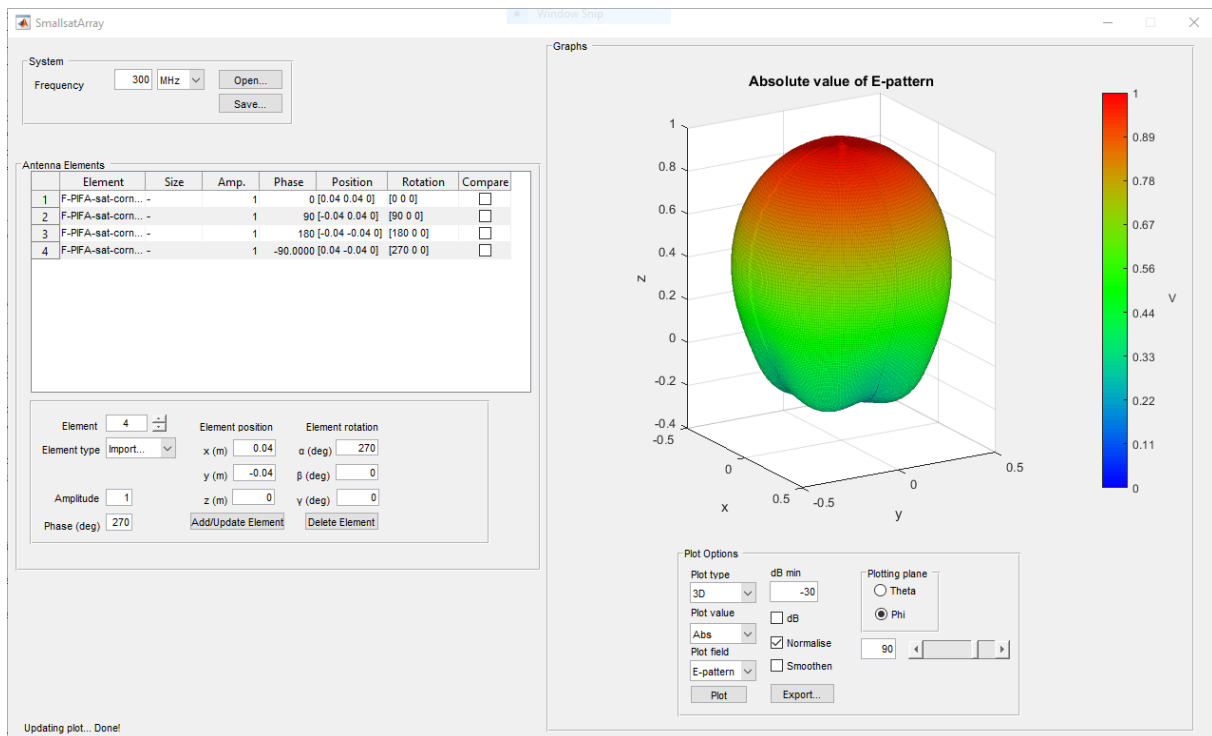 Window Snip
SmallsatArray
System
Frequency 300 MHz Open...
Save...
Antenna Elements
Element Size Amp. Phase Position Rotation Compare
1 F-PIFA-sat-corn... - 1 0 [0.04 0.04 0] [0 0 0]
2 F-PIFA-sat-corn... - 1 90 [-0.04 0.04 0] [90 0 0]
3 F-PIFA-sat-corn... - 1 180 [-0.04 -0.04 0] [180 0 0]
4 F-PIFA-sat-corn... - 1 -90.0000 [0.04 -0.04 0] [270 0 0]
Element 4 Element position Element rotation
Element type Import... x (m) 0.04 α (deg) 270
y (m) -0.04 β (deg) 0
Amplitude 1 z (m) 0 γ (deg) 0
Phase (deg) 270 Add/Update Element Delete Element
Updating plot... Done!
Graphs
Absolute value of E-pattern
1
0.8
0.6
0.4
0.2
0
-0.2
-0.4
z
-0.5
0
0.5
x
-0.5
0
0.5
y
1
0.89
0.78
0.67
0.56
0.44
0.33
0.22
0.11
0
V
Plot Options
Plot type dB min Plotting plane
3D -30 Theta
Plot value dB Phi
Abs Normalise 90
Plot field Smoothen
E-pattern
Plot Export...